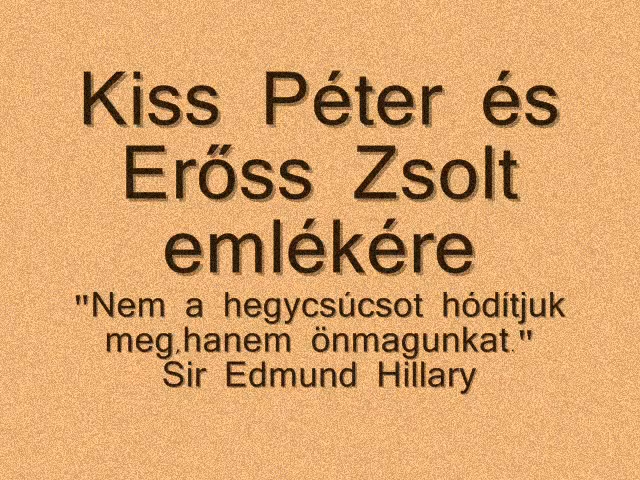 Kiss Péter és
Erőss Zsolt
emlékére
"Nem a hegycsúcsot hódítjuk
meg,hanem önmagunkat."
Sir Edmund Hillary